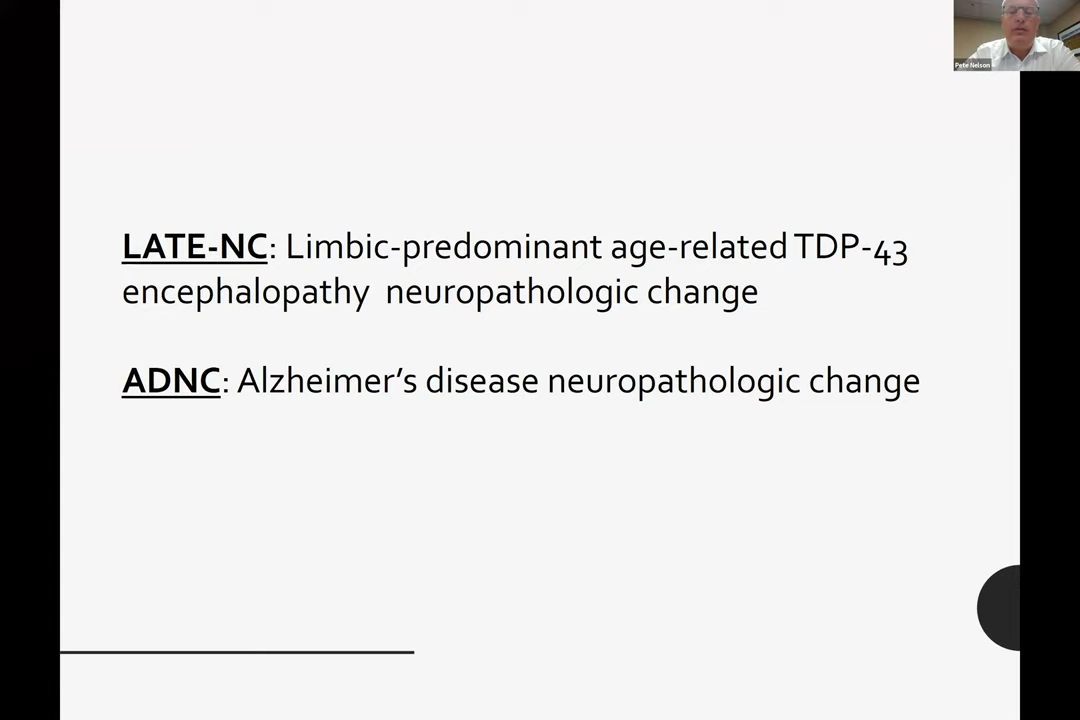 Pete Nelson
LATE-NC: Limbic-predominant age-related TDP-43
encephalopathy  neuropathologic change
ADNC: Alzheimer’s disease neuropathologic change